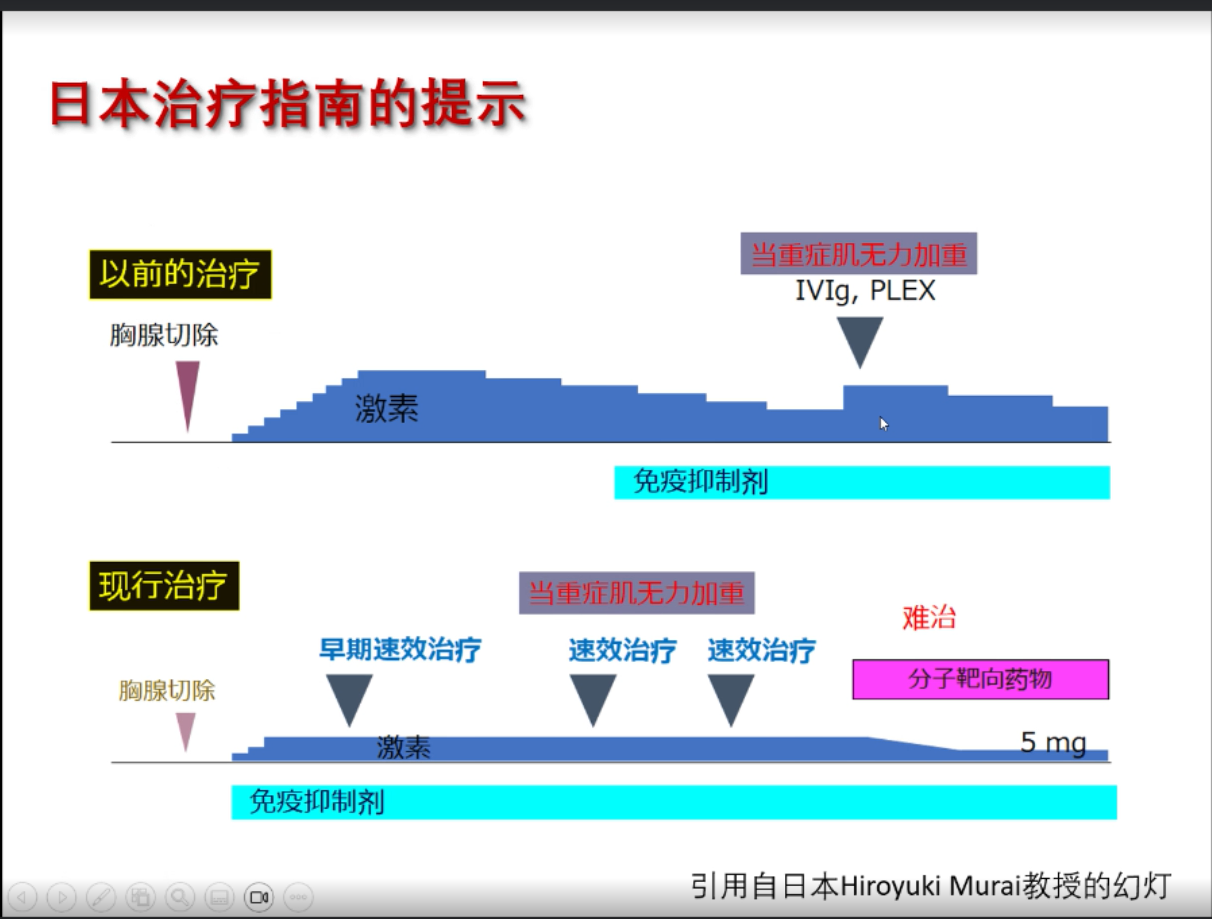 日本治疗指南的提示
以前的治疗
当重症肌无力加重
IVIg, PLEX
胸腺切除
激素
免疫抑制剂
现行治疗
当重症肌无力加重
难治
早期速效治疗
速效治疗
速效治疗
分子靶向药物
胸腺切除
激素
5 mg
免疫抑制剂
引用自日本Hiroyuki Murai教授的幻灯